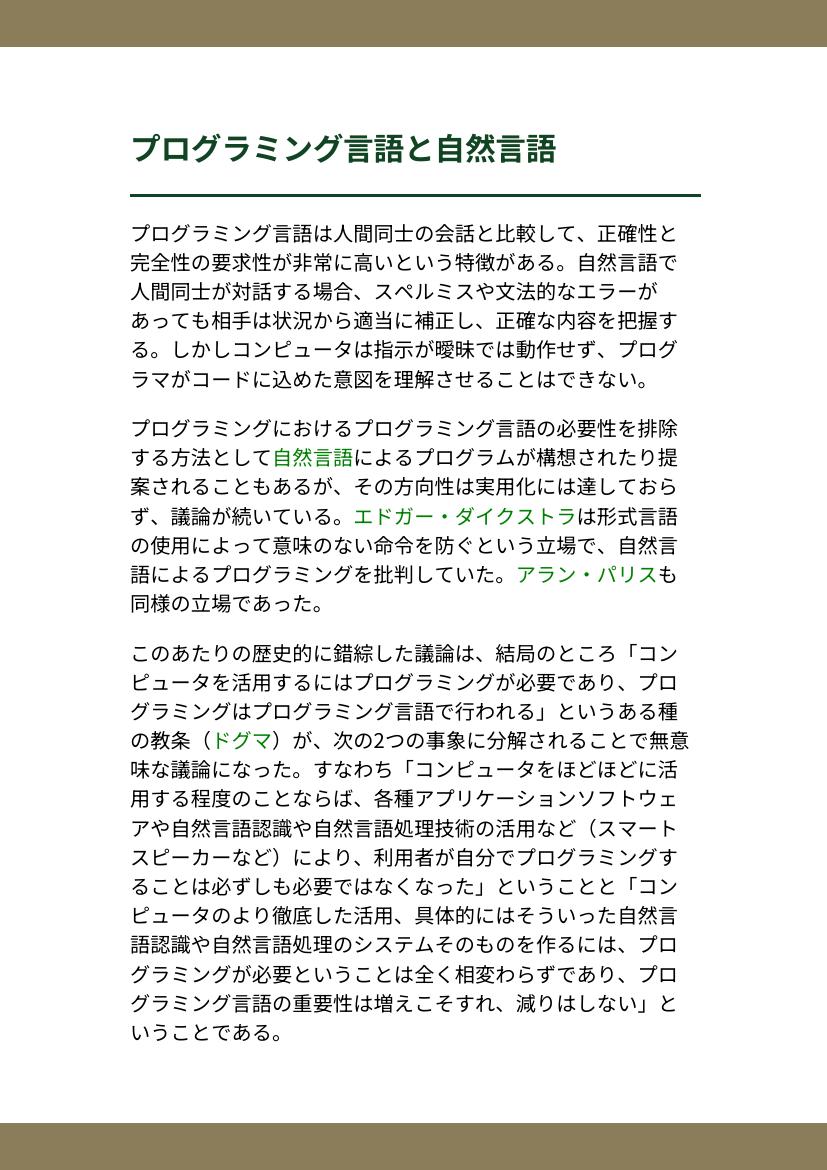 プログラミング言語と自然言語
プログラミング言語は人間同士の会話と比較して、正確性と
完全性の要求性が非常に高いという特徴がある。自然言語で
人間同士が対話する場合、スペルミスや文法的なエラーが
あっても相手は状況から適当に補正し、正確な内容を把握す
る。しかしコンピュータは指示が曖昧では動作せず、プログ
ラマがコードに込めた意図を理解させることはできない。
プログラミングにおけるプログラミング言語の必要性を排除
する方法として自然言語によるプログラムが構想されたり提
案されることもあるが、その方向性は実用化には達しておら
ず、議論が続いている。エドガー・ダイクストラは形式言語
の使用によって意味のない命令を防ぐという立場で、自然言
語によるプログラミングを批判していた。アラン・パリスも
同様の立場であった。
このあたりの歴史的に錯綜した議論は、結局のところ「コン
ピュータを活用するにはプログラミングが必要であり、プロ
グラミングはプログラミング言語で行われる」というある種
の教条（ドグマ）が、次の2つの事象に分解されることで無意
味な議論になった。すなわち「コンピュータをほどほどに活
用する程度のことならば、各種アプリケーションソフトウェ
アや自然言語認識や自然言語処理技術の活用など（スマート
スピーカーなど）により、利用者が自分でプログラミングす
ることは必ずしも必要ではなくなった」ということと「コン
ピュータのより徹底した活用、具体的にはそういった自然言
語認識や自然言語処理のシステムそのものを作るには、プロ
グラミングが必要ということは全く相変わらずであり、プロ
グラミング言語の重要性は増えこそすれ、減りはしない」と
いうことである。